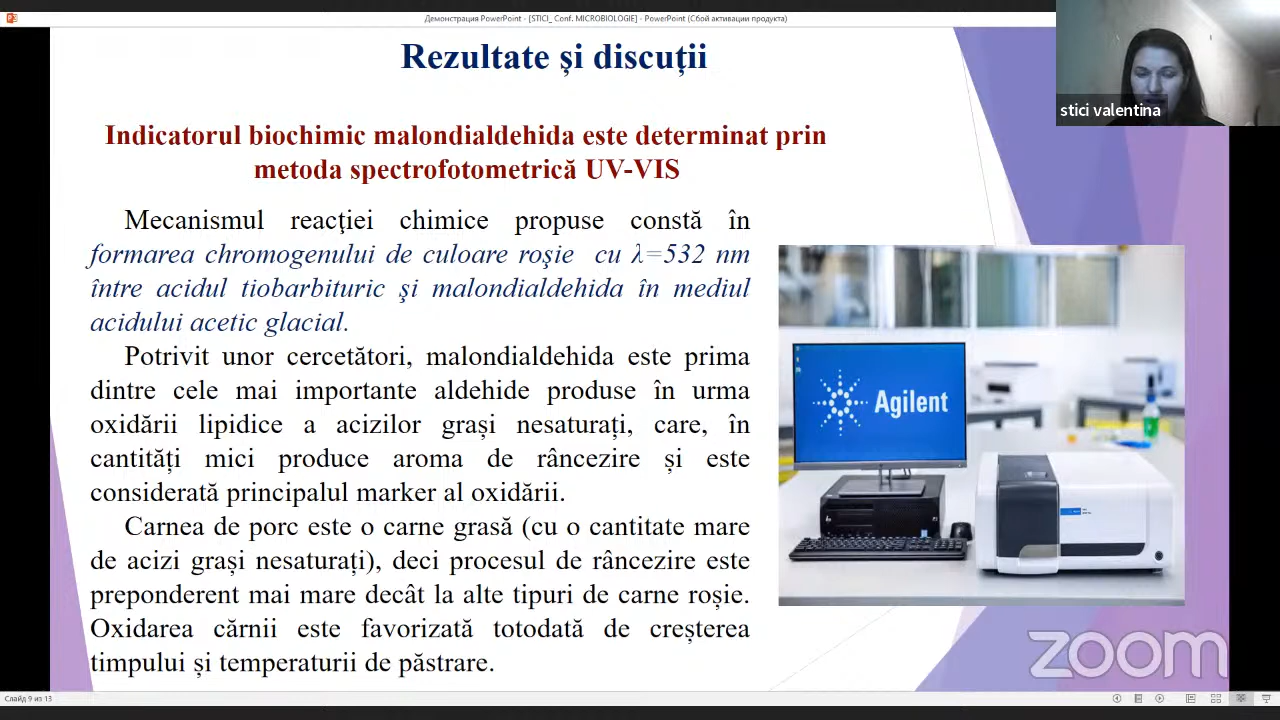 Демонстрация PowerPoint - [STICI_ Conf. MICROBIOLOGIE] - PowerPoint (Сбой активации продукта)
Rezultate și discuții
stici valentina
Indicatorul biochimic malondialdehida este determinat prin
metoda spectrofotometrică UV-VIS
Mecanismul reacţiei chimice propuse constă în
formarea chromogenului de culoare roşie cu λ=532 nm
între acidul tiobarbituric şi malondialdehida în mediul
acidului acetic glacial.
Potrivit unor cercetători, malondialdehida este prima
dintre cele mai importante aldehide produse în urma
oxidării lipidice a acizilor grași nesaturați, care, în
cantități mici produce aroma de râncezire și este
considerată principalul marker al oxidării.
Carnea de porc este o carne grasă (cu o cantitate mare
de acizi grași nesaturați), deci procesul de râncezire este
preponderent mai mare decât la alte tipuri de carne roșie.
Oxidarea cărnii este favorizată totodată de creșterea
timpului și temperaturii de păstrare.
Agilent
zoom
Слайд 9 из 13